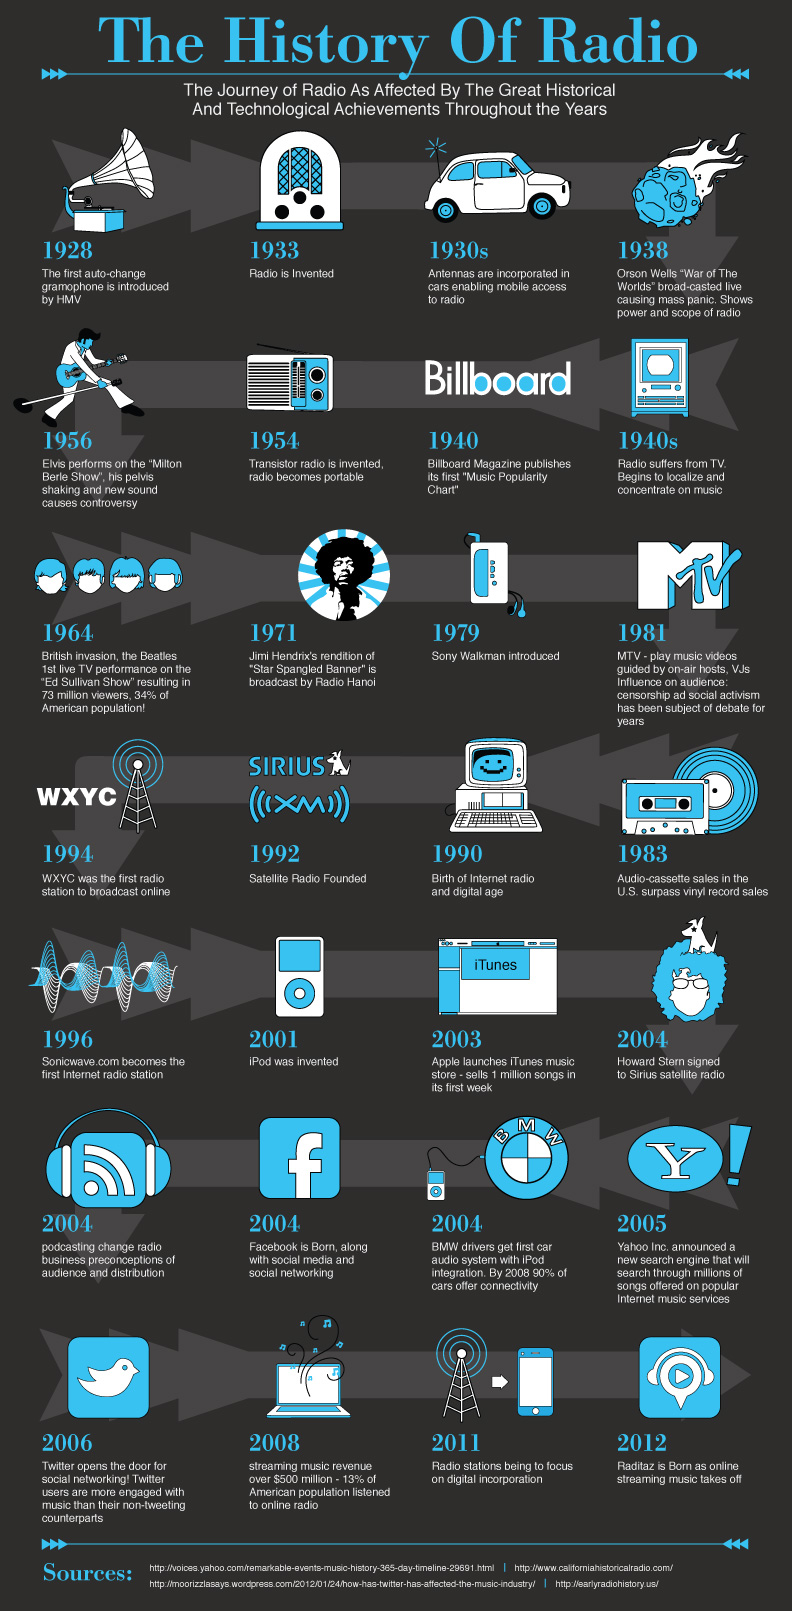 The History Of Radio
The Journey of Radio As Affected By The Great Historical
And Technological Achievements Throughout the Years
1928
The first auto-change
gramophone is introduced
by HMV
1933
Radio is Invented
1930s
Antennas are incorporated in
cars enabling mobile access
to radio
1938
Orson Wells "War of The
Worlds" broad-casted live
causing mass panic. Shows
power and scope of radio
1956
Elvis performs on the "Milton
Berle Show", his pelvis
shaking and new sound
causes controversy
1954
Transistor radio is invented,
radio becomes portable
Billboard
1940
Billboard Magazine publishes
its first "Music Popularity
Chart"
1940s
Radio suffers from TV.
Begins to localize and
concentrate on music
1964
British invasion, the Beatles
1st live TV performance on the
"Ed Sullivan Show" resulting in
73 million viewers, 34% of
American population!
1971
Jimi Hendrix's rendition of
"Star Spangled Banner" is
broadcast by Radio Hanoi
1979
Sony Walkman introduced
MTV
1981
MTV - play music videos
guided by on-air hosts, VJs
Influence on audience:
censorship ad social activism
has been subject of debate for
years
WXYC
1994
WXYC was the first radio
station to broadcast online
SIRIUS
((XM))
1992
Satellite Radio Founded
1990
Birth of Internet radio
and digital age
1983
Audio-cassette sales in the
U.S. surpass vinyl record sales
1996
Sonicwave.com becomes the
first Internet radio station
2001
iPod was invented
iTunes
2003
Apple launches iTunes music
store - sells 1 million songs in
its first week
2004
Howard Stern signed
to Sirius satellite radio
2004
podcasting change radio
business preconceptions of
audience and distribution
f
2004
Facebook is Born, along
with social media and
social networking
BMW
2004
BMW drivers get first car
audio system with iPod
integration. By 2008 90% of
cars offer connectivity
Y!
2005
Yahoo Inc. announced a
new search engine that will
search through millions of
songs offered on popular
Internet music services
2006
Twitter opens the door for
social networking! Twitter
users are more engaged with
music than their non-tweeting
counterparts
2008
streaming music revenue
over $500 million - 13% of
American population listened
to online radio
2011
Radio stations being to focus
on digital incorporation
2012
Raditaz is Born as online
streaming music takes off
Sources:
http://voices.yahoo.com/remarkable-events-music-history-365-day-timeline-29691.html | http://www.californiahistoricalradio.com/
http://moorizzlasays.wordpress.com/2012/01/24/how-has-twitter-has-affected-the-music-industry/ | http://earlyradiohistory.us/